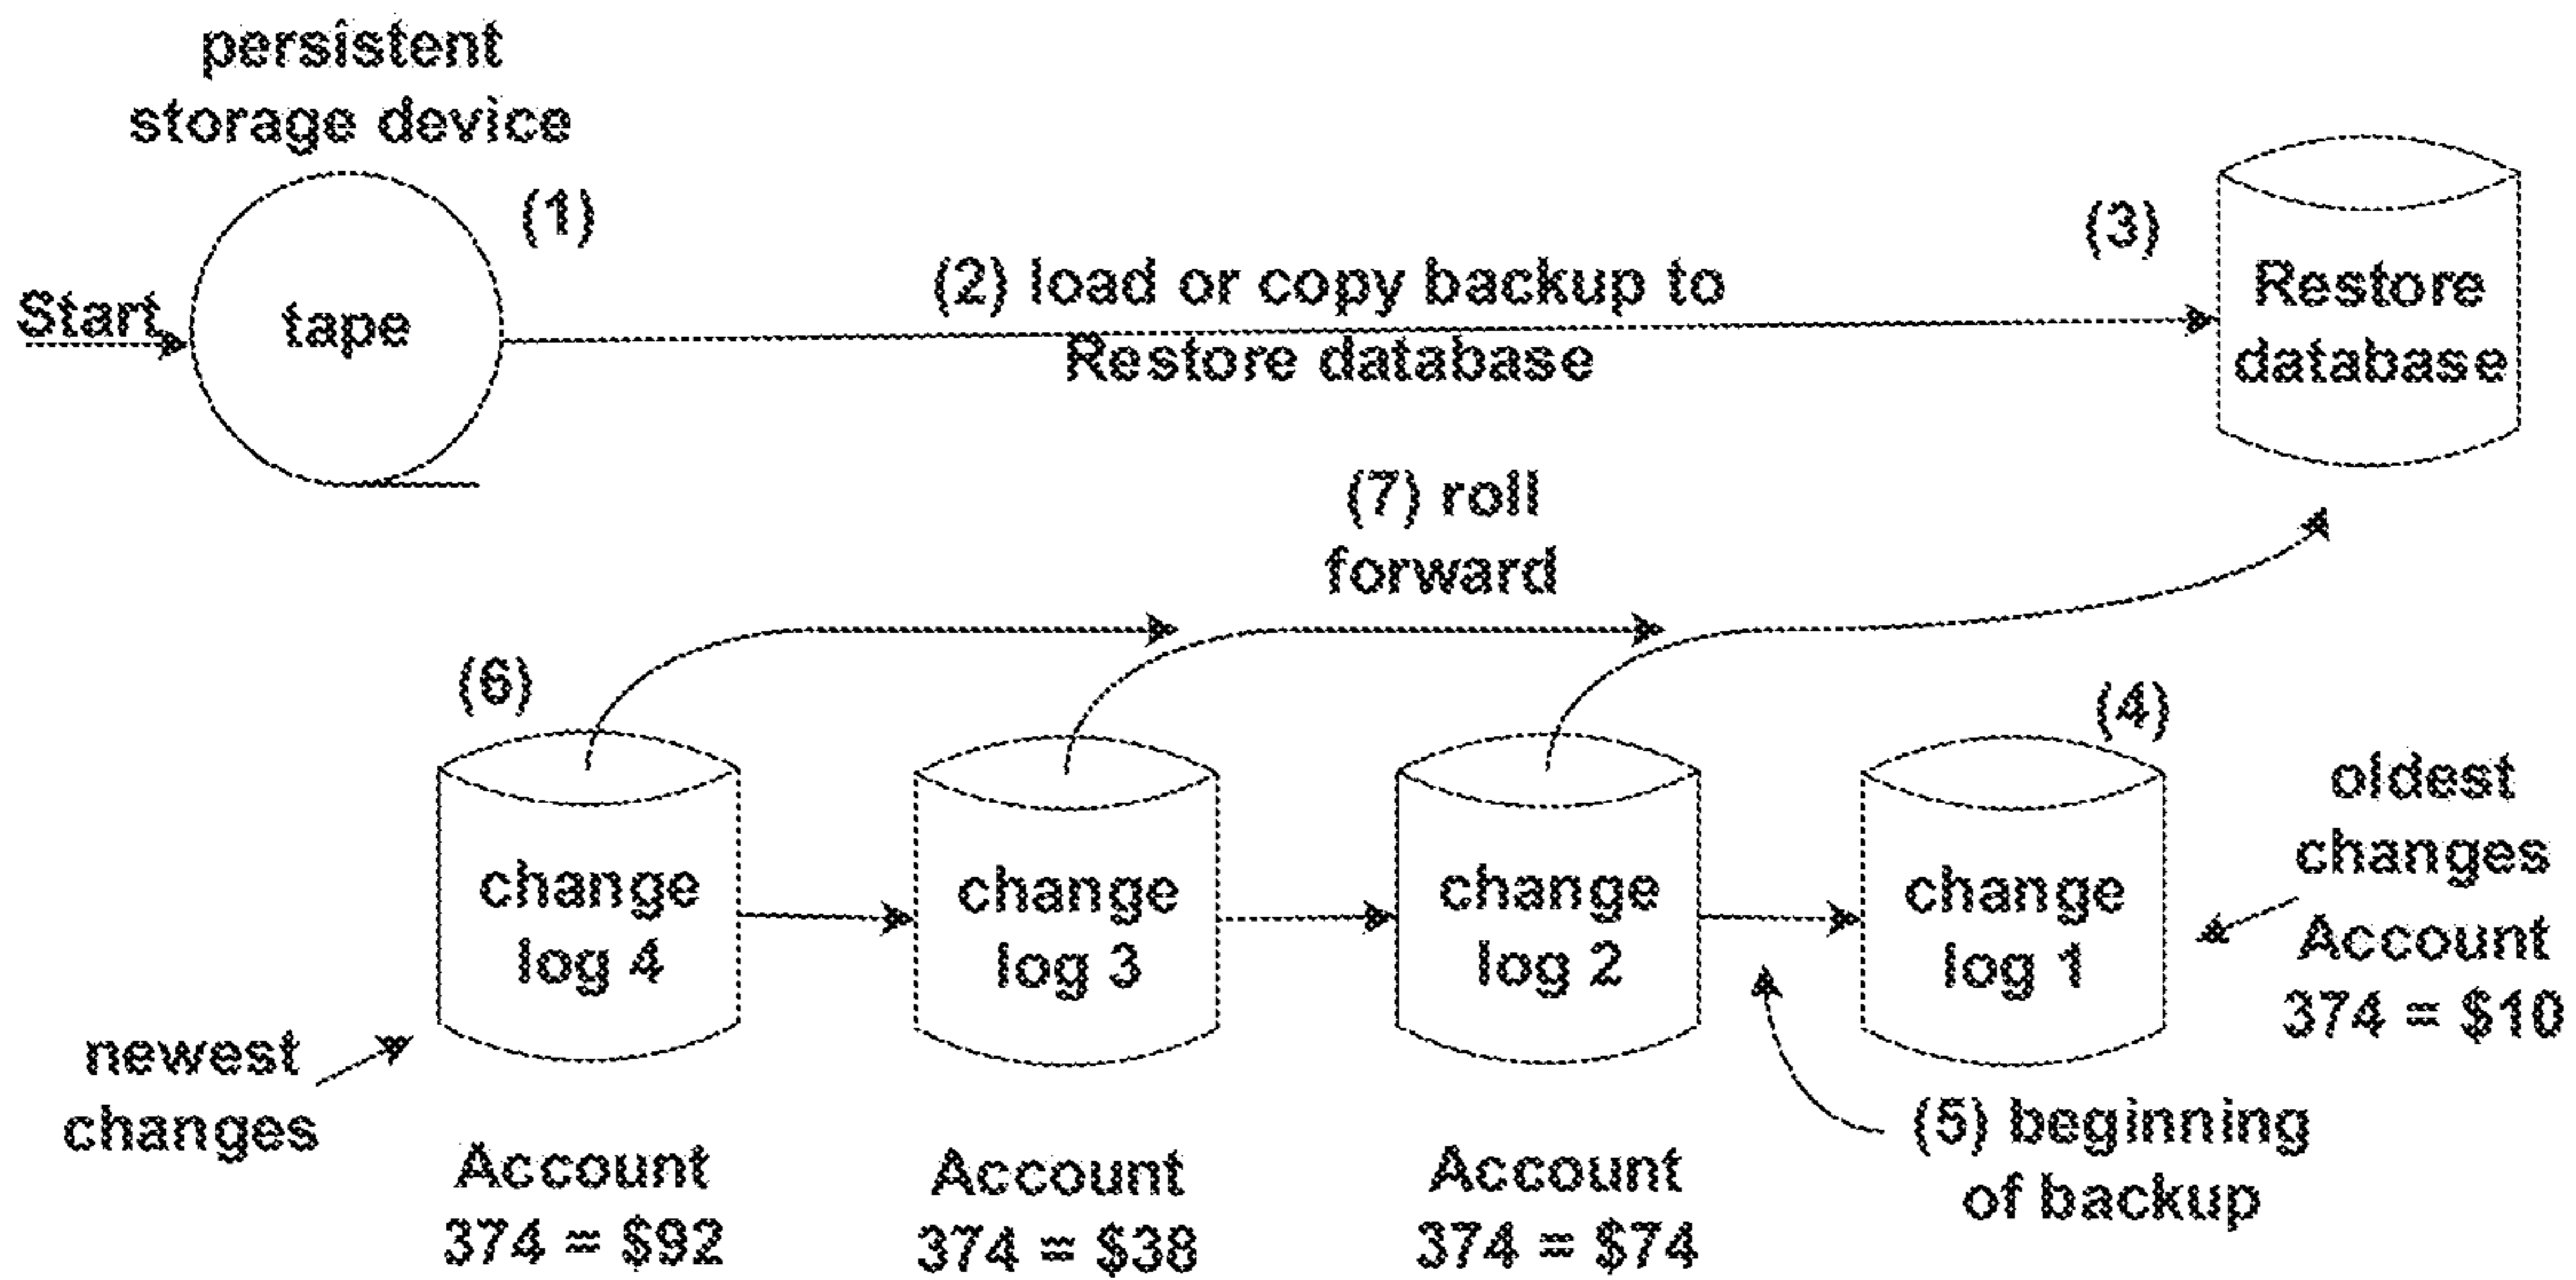 persistent
storage device
(1)
Start
tape
(2) load or copy backup to
Restore database
(3)
Restore
database
(7) roll
forward
(6)
(4)
change
log 4
change
log 3
change
log 2
change
log 1
oldest
changes
Account
374 = $10
newest
changes
Account
374 = $92
Account
374 = $38
Account
374 = $74
(5) beginning
of backup